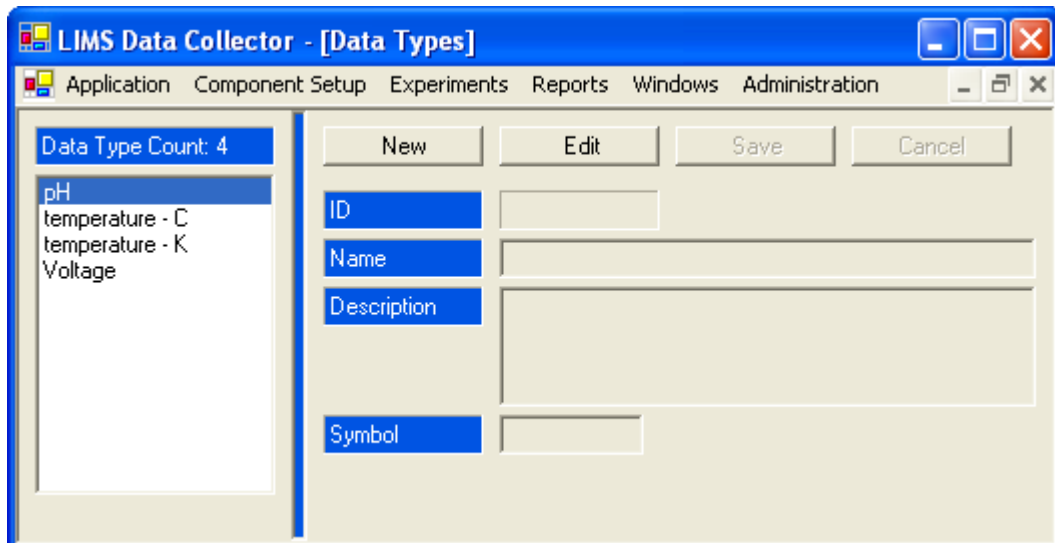 LIMS Data Collector - [Data Types]
Application Component Setup Experiments Reports Windows Administration
Data Type Count: 4
pH
temperature - C
temperature - K
Voltage
New Edit Save Cancel
ID
Name
Description
Symbol